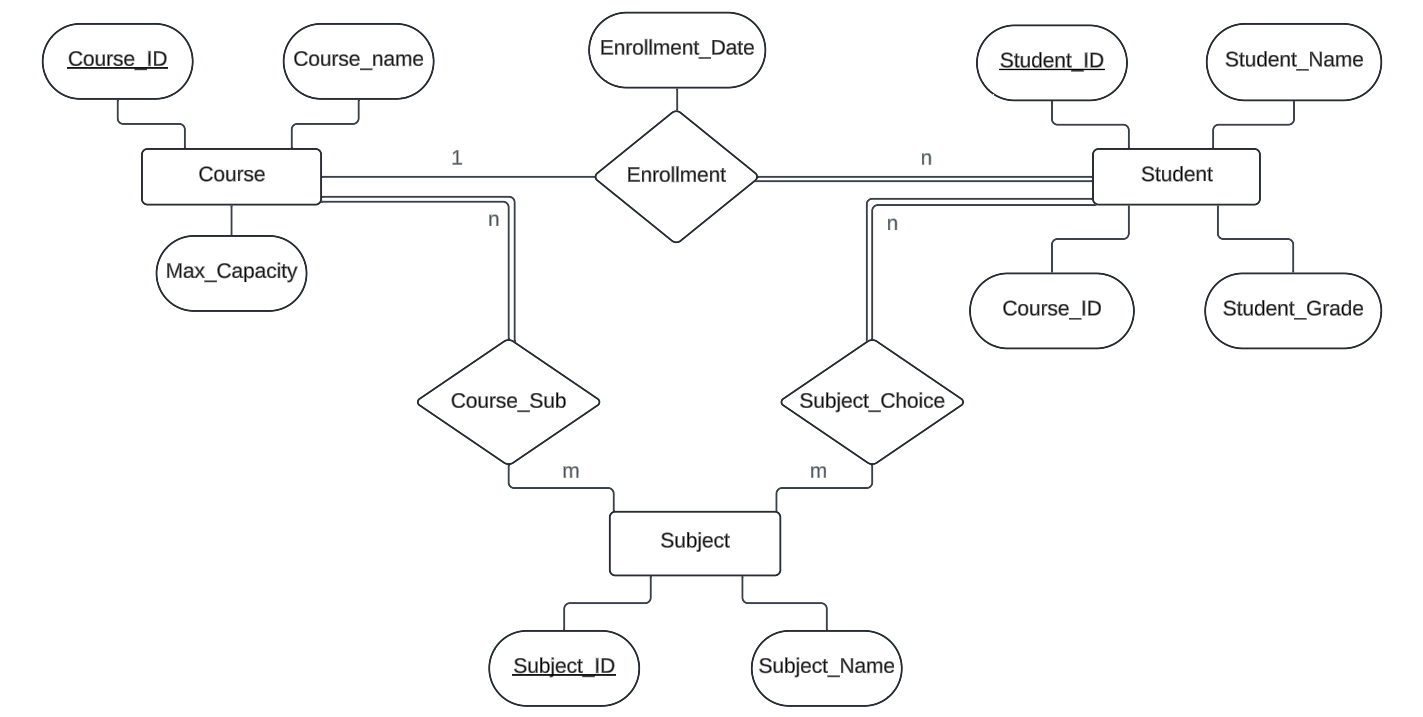 Course_ID
Course_name
Enrollment_Date
Student_ID
Student_Name
Course
1
Enrollment
n
Student
n
n
Max_Capacity
Course_ID
Student_Grade
Course_Sub
Subject_Choice
m
m
Subject
Subject_ID
Subject_Name